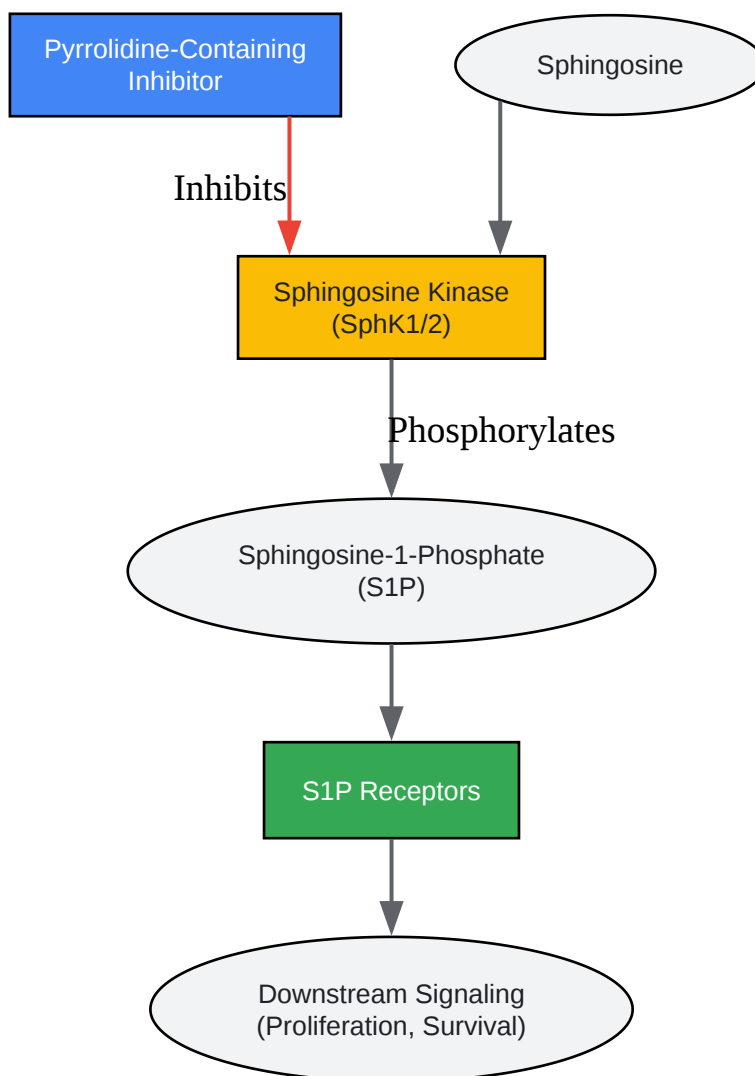 Pyrrolidine-Containing
Inhibitor
Sphingosine
Inhibits
Sphingosine Kinase
(SphK1/2)
Phosphorylates
Sphingosine-1-Phosphate
(S1P)
S1P Receptors
Downstream Signaling
(Proliferation, Survival)